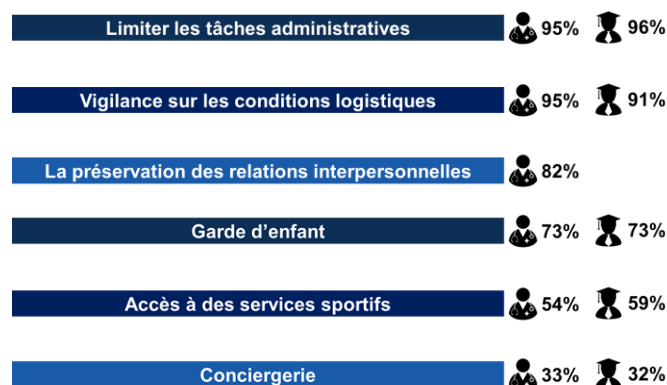 Limiter les tâches administratives 95% 96%
Vigilance sur les conditions logistiques 95% 91%
La préservation des relations interpersonnelles 82%
Garde d'enfant 73% 73%
Accès à des services sportifs 54% 59%
Conciergerie 33% 32%